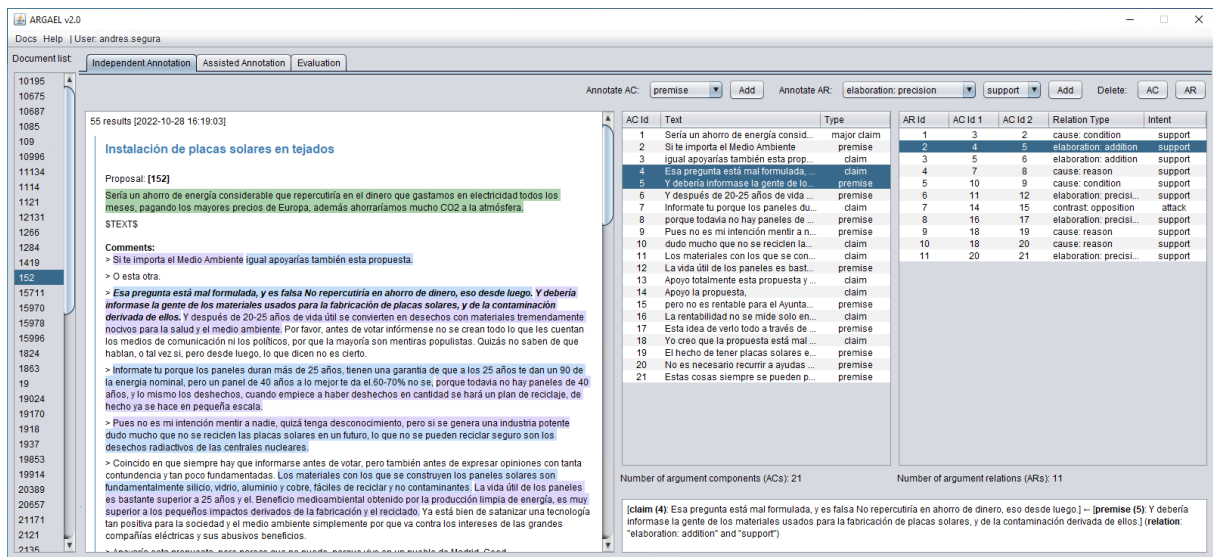 ARGAEL v2.0
Docs Help | User: andres.segura
Document list:
Independent Annotation Assisted Annotation Evaluation
Annotate AC: premise Add Annotate AR: elaboration: precision support Add Delete: AC AR
10195
10675
10687
1085
109
10996
11134
1114
1121
12131
1266
1284
1419
152
15711
15970
15978
15996
1824
1863
19
19024
19170
1918
1937
19853
19914
20389
20657
21171
2121
2135
55 results [2022-10-28 16:19:03]
Instalación de placas solares en tejados
Proposal: [152]
Sería un ahorro de energía considerable que repercutiría en el dinero que gastamos en electricidad todos los
meses, pagando los mayores precios de Europa, además ahorraríamos mucho CO2 a la atmósfera.
$TEXT$
Comments:
> Si te importa el Medio Ambiente igual apoyarías también esta propuesta.
> O esta otra.
> Esa pregunta está mal formulada, y es falsa No repercutiría en ahorro de dinero, eso desde luego. Y debería
informase la gente de los materiales usados para la fabricación de placas solares, y de la contaminación
derivada de ellos. Y después de 20-25 años de vida útil se convierten en desechos con materiales tremendamente
nocivos para la salud y el medio ambiente. Por favor, antes de votar infórmense no se crean todo lo que les cuentan
los medios de comunicación ni los políticos, por que la mayoría son mentiras populistas. Quizás no saben de que
hablan, o tal vez si, pero desde luego, lo que dicen no es cierto.
> Informate tu porque los paneles duran más de 25 años, tienen una garantia de que a los 25 años te dan un 90 de
la energia nominal, pero un panel de 40 años a lo mejor te da el.60-70% no se, porque todavia no hay paneles de 40
años, y lo mismo los deshechos, cuando empiece a haber deshechos en cantidad se hará un plan de reciclaje, de
hecho ya se hace en pequeña escala.
> Pues no es mi intención mentir a nadie, quizá tenga desconocimiento, pero si se genera una industria potente
dudo mucho que no se reciclen las placas solares en un futuro, lo que no se pueden reciclar seguro son los
desechos radiactivos de las centrales nucleares.
> Coincido en que siempre hay que informarse antes de votar, pero también antes de expresar opiniones con tanta
contundencia y tan poco fundamentadas. Los materiales con los que se construyen los paneles solares son
fundamentalmente silicio, vidrio, aluminio y cobre, fáciles de reciclar y no contaminantes. La vida útil de los paneles
es bastante superior a 25 años y el. Beneficio medioambiental obtenido por la producción limpia de energía, es muy
superior a los pequeños impactos derivados de la fabricación y el reciclado. Ya está bien de satanizar una tecnología
tan positiva para la sociedad y el medio ambiente simplemente por que va contra los intereses de las grandes
compañías eléctricas y sus abusivos beneficios.
AC Id Text Type
1 Sería un ahorro de energía consid... major claim
2 Si te importa el Medio Ambiente premise
3 igual apoyarías también esta prop... claim
4 Esa pregunta está mal formulada, ... claim
5 Y debería informase la gente de lo... premise
6 Y después de 20-25 años de vida ... premise
7 Informate tu porque los paneles du... claim
8 porque todavia no hay paneles de ... premise
9 Pues no es mi intención mentir a n... premise
10 dudo mucho que no se reciclen la... claim
11 Los materiales con los que se con... claim
12 La vida útil de los paneles es bast... premise
13 Apoyo totalmente esta propuesta y ... claim
14 Apoyo la propuesta, claim
15 pero no es rentable para el Ayunta... premise
16 La rentabilidad no se mide solo en... claim
17 Esta idea de verlo todo a través de ... premise
18 Yo creo que la propuesta está mal ... claim
19 El hecho de tener placas solares e... premise
20 No es necesario recurrir a ayudas ... premise
21 Estas cosas siempre se pueden p... premise
Number of argument components (ACs): 21
AR Id AC Id 1 AC Id 2 Relation Type Intent
1 3 2 cause: condition support
2 4 5 elaboration: addition support
3 5 6 elaboration: addition support
4 7 8 cause: reason support
5 10 9 cause: condition support
6 11 12 elaboration: precisi... support
7 14 15 contrast: opposition attack
8 16 17 elaboration: precisi... support
9 18 19 cause: reason support
10 18 20 cause: reason support
11 20 21 elaboration: precisi... support
Number of argument relations (ARs): 11
[claim (4): Esa pregunta está mal formulada, y es falsa No repercutiría en ahorro de dinero, eso desde luego.] ← [premise (5): Y debería
informase la gente de los materiales usados para la fabricación de placas solares, y de la contaminación derivada de ellos.] (relation:
"elaboration: addition" and "support")